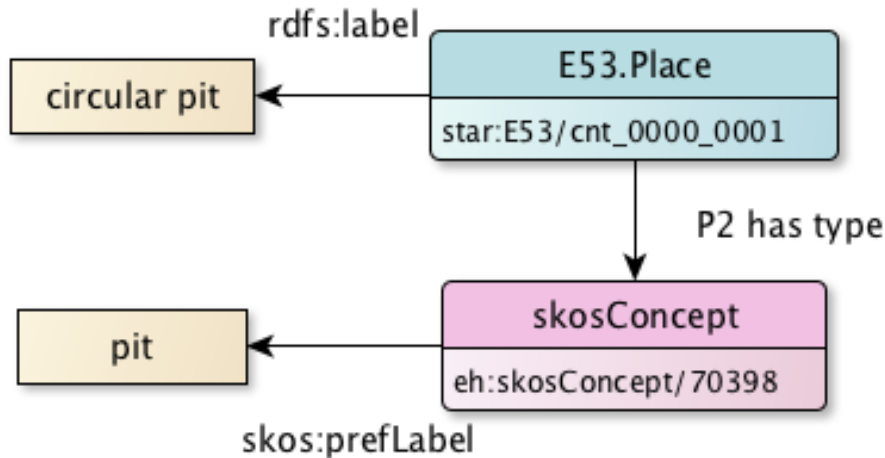 rdfs:label
E53.Place
circular pit
star:E53/cnt_0000_0001
P2 has type
skosConcept
pit
eh:skosConcept/70398
skos:prefLabel